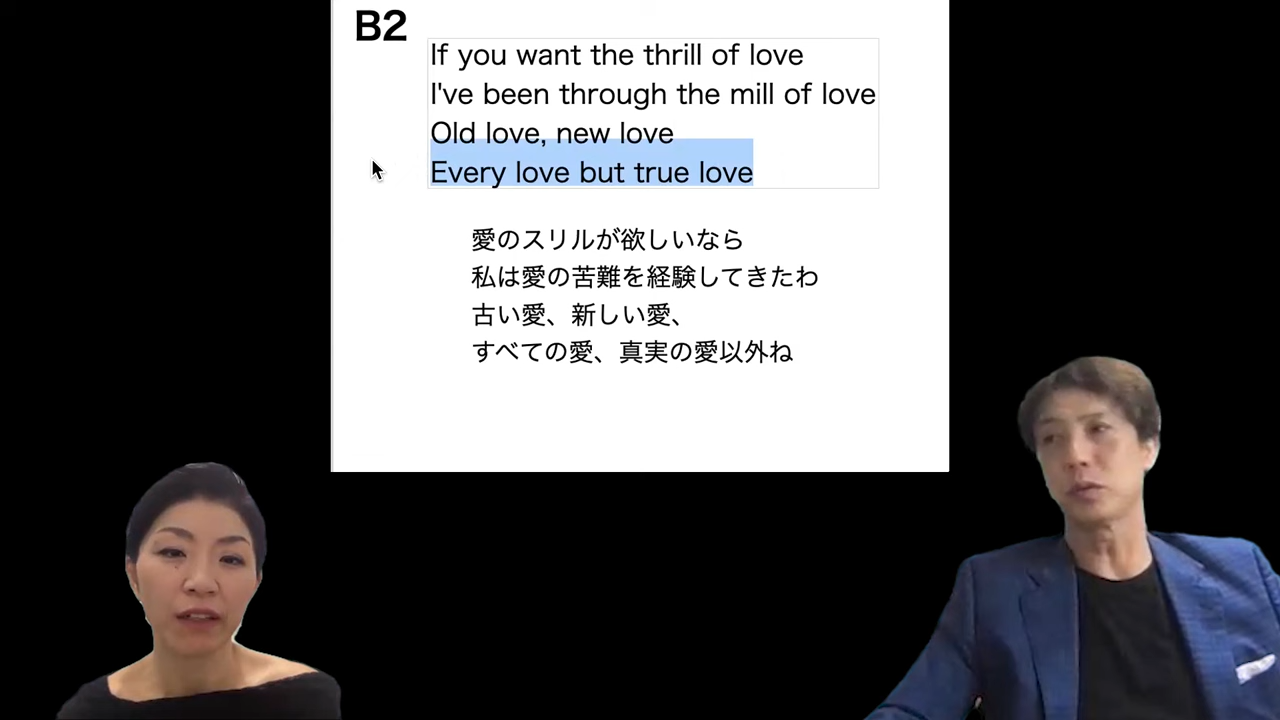 B2
If you want the thrill of love
I've been through the mill of love
Old love, new love
Every love but true love
愛のスリルが欲しいなら
私は愛の苦難を経験してきたわ
古い愛、新しい愛、
すべての愛、真実の愛以外ね